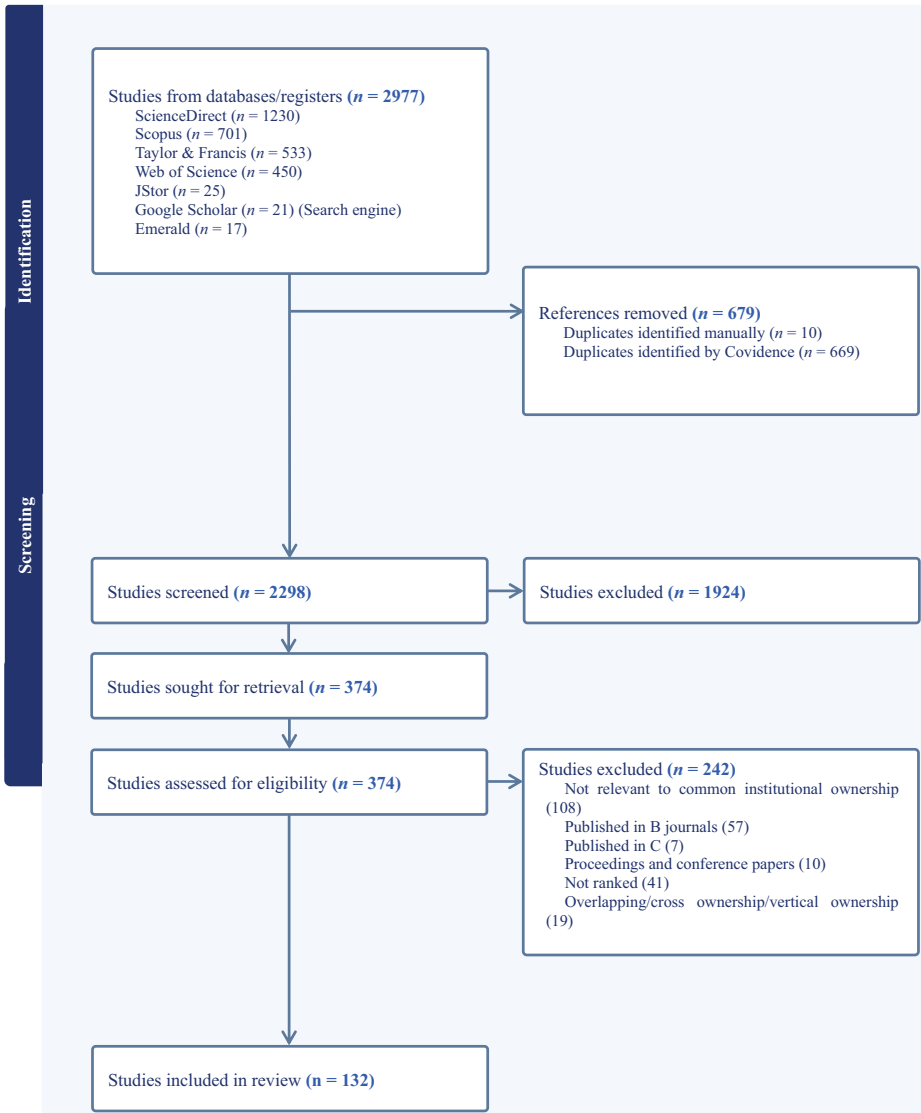 Identification
Studies from databases/registers (n = 2977)
ScienceDirect (n = 1230)
Scopus (n = 701)
Taylor & Francis (n = 533)
Web of Science (n = 450)
JStor (n = 25)
Google Scholar (n = 21) (Search engine)
Emerald (n = 17)
References removed (n = 679)
Duplicates identified manually (n = 10)
Duplicates identified by Covidence (n = 669)
Screening
Studies screened (n = 2298)
Studies excluded (n = 1924)
Studies sought for retrieval (n = 374)
Studies assessed for eligibility (n = 374)
Studies excluded (n = 242)
Not relevant to common institutional ownership
(108)
Published in B journals (57)
Published in C (7)
Proceedings and conference papers (10)
Not ranked (41)
Overlapping/cross ownership/vertical ownership
(19)
Studies included in review (n = 132)